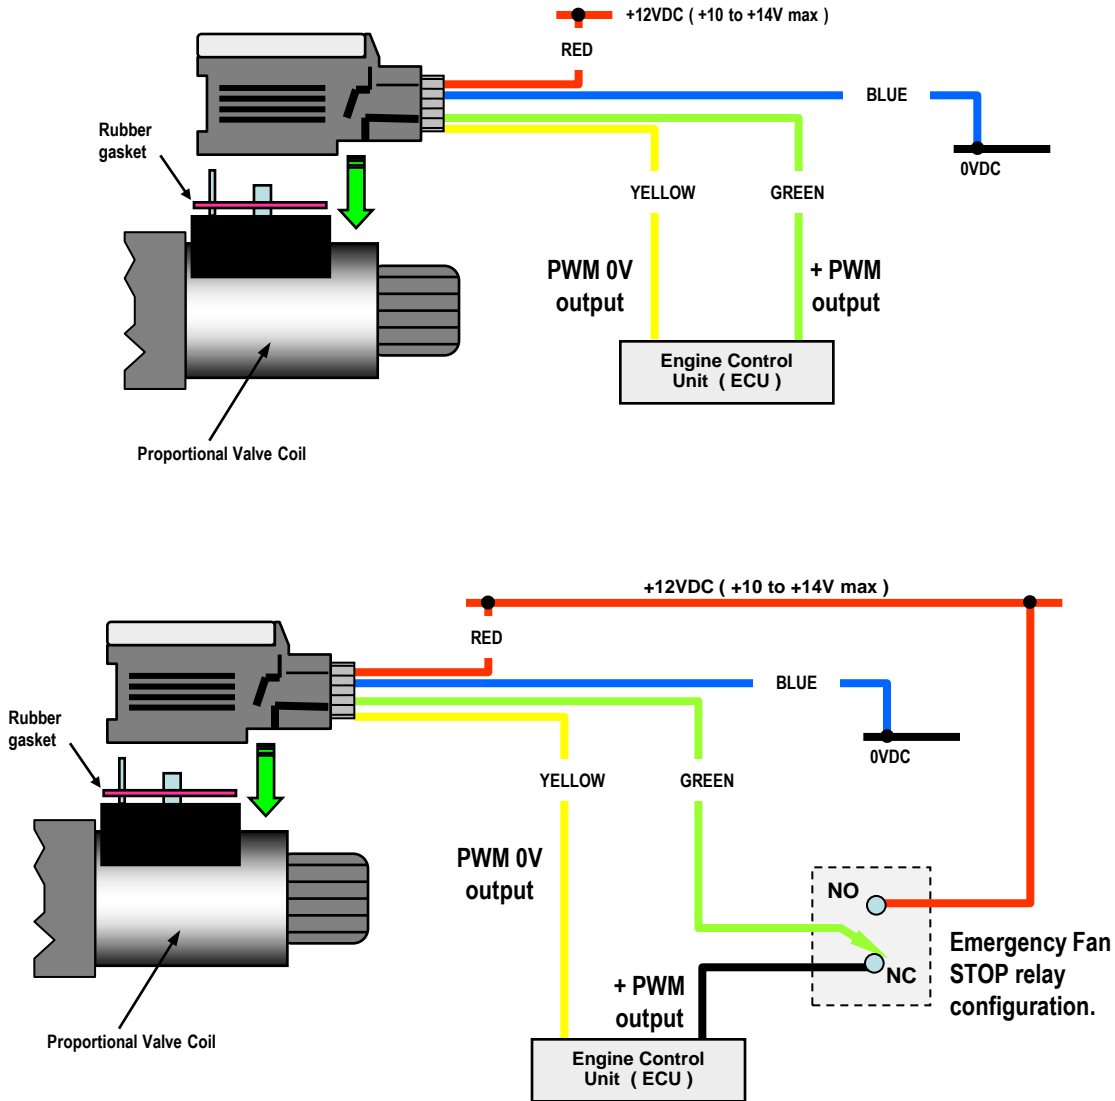 +12VDC ( +10 to +14V max )
RED
BLUE
Rubber
gasket
0VDC
YELLOW
GREEN
PWM 0V
output
+ PWM
output
Engine Control
Unit ( ECU )
Proportional Valve Coil
+12VDC ( +10 to +14V max )
RED
BLUE
Rubber
gasket
0VDC
YELLOW
GREEN
PWM 0V
output
NO
NC
Emergency Fan
STOP relay
configuration.
+ PWM
output
Proportional Valve Coil
Engine Control
Unit ( ECU )